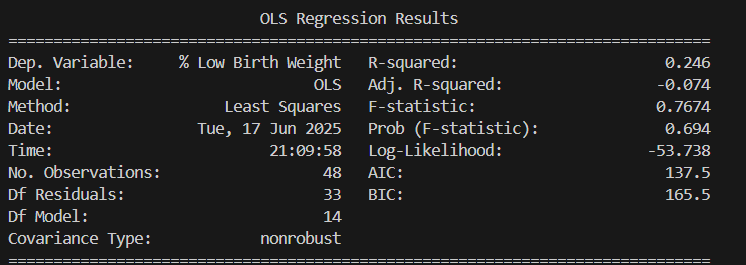 OLS Regression Results
==============================================================================
Dep. Variable:     % Low Birth Weight   R-squared:                       0.246
Model:                            OLS   Adj. R-squared:                 -0.074
Method:                 Least Squares   F-statistic:                    0.7674
Date:                Tue, 17 Jun 2025   Prob (F-statistic):              0.694
Time:                        21:09:58   Log-Likelihood:                -53.738
No. Observations:                  48   AIC:                             137.5
Df Residuals:                      33   BIC:                             165.5
Df Model:                          14
Covariance Type:            nonrobust
==============================================================================